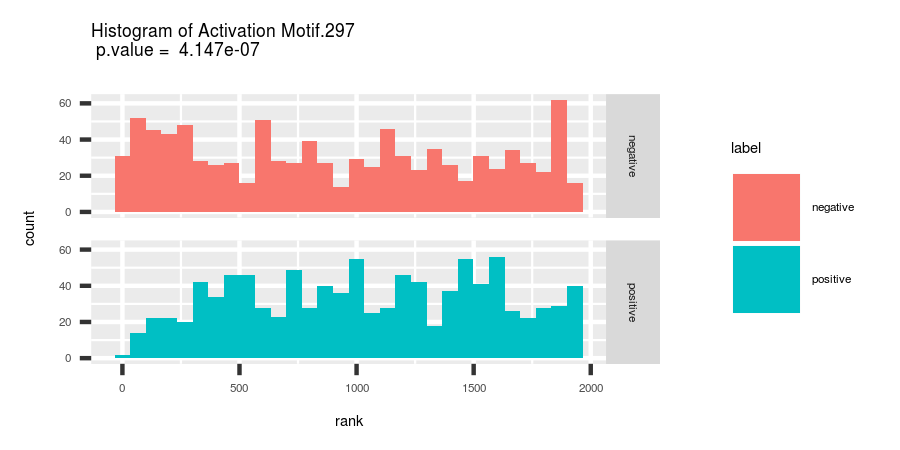 Histogram of Activation Motif.297
p.value = 4.147e-07
count
60
40
20
0
negative
60
40
20
0
positive
0 500 1000 1500 2000
rank
label
negative
positive